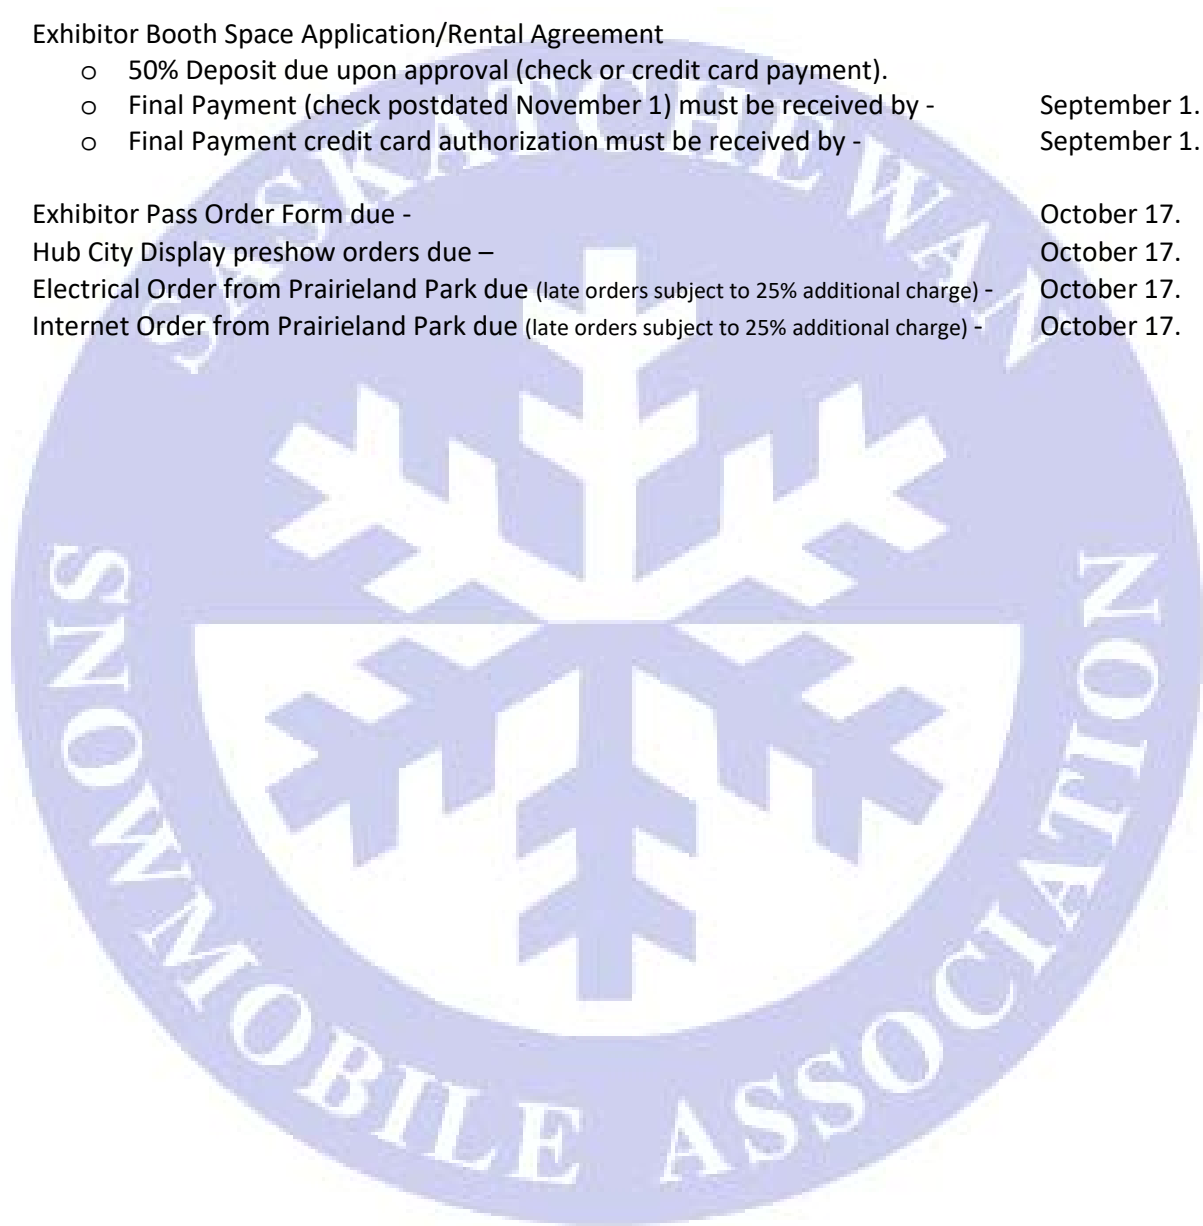 Exhibitor Booth Space Application/Rental Agreement
o 50% Deposit due upon approval (check or credit card payment).
o Final Payment (check postdated November 1) must be received by - September 1.
o Final Payment credit card authorization must be received by - September 1.
Exhibitor Pass Order Form due - October 17.
Hub City Display preshow orders due – October 17.
Electrical Order from Prairieland Park due (late orders subject to 25% additional charge) - October 17.
Internet Order from Prairieland Park due (late orders subject to 25% additional charge) - October 17.
SASKATCHEWAN
SNOWMOBILE ASSOCIATION